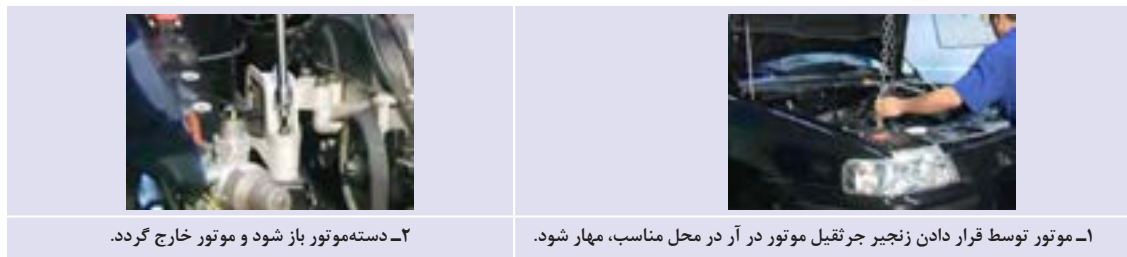 ۱ـ موتور توسط قرار دادن زنجیر جرثقیل موتور در آر در محل مناسب، مهار شود.
۲ـ دسته‌موتور باز شود و موتور خارج گردد.